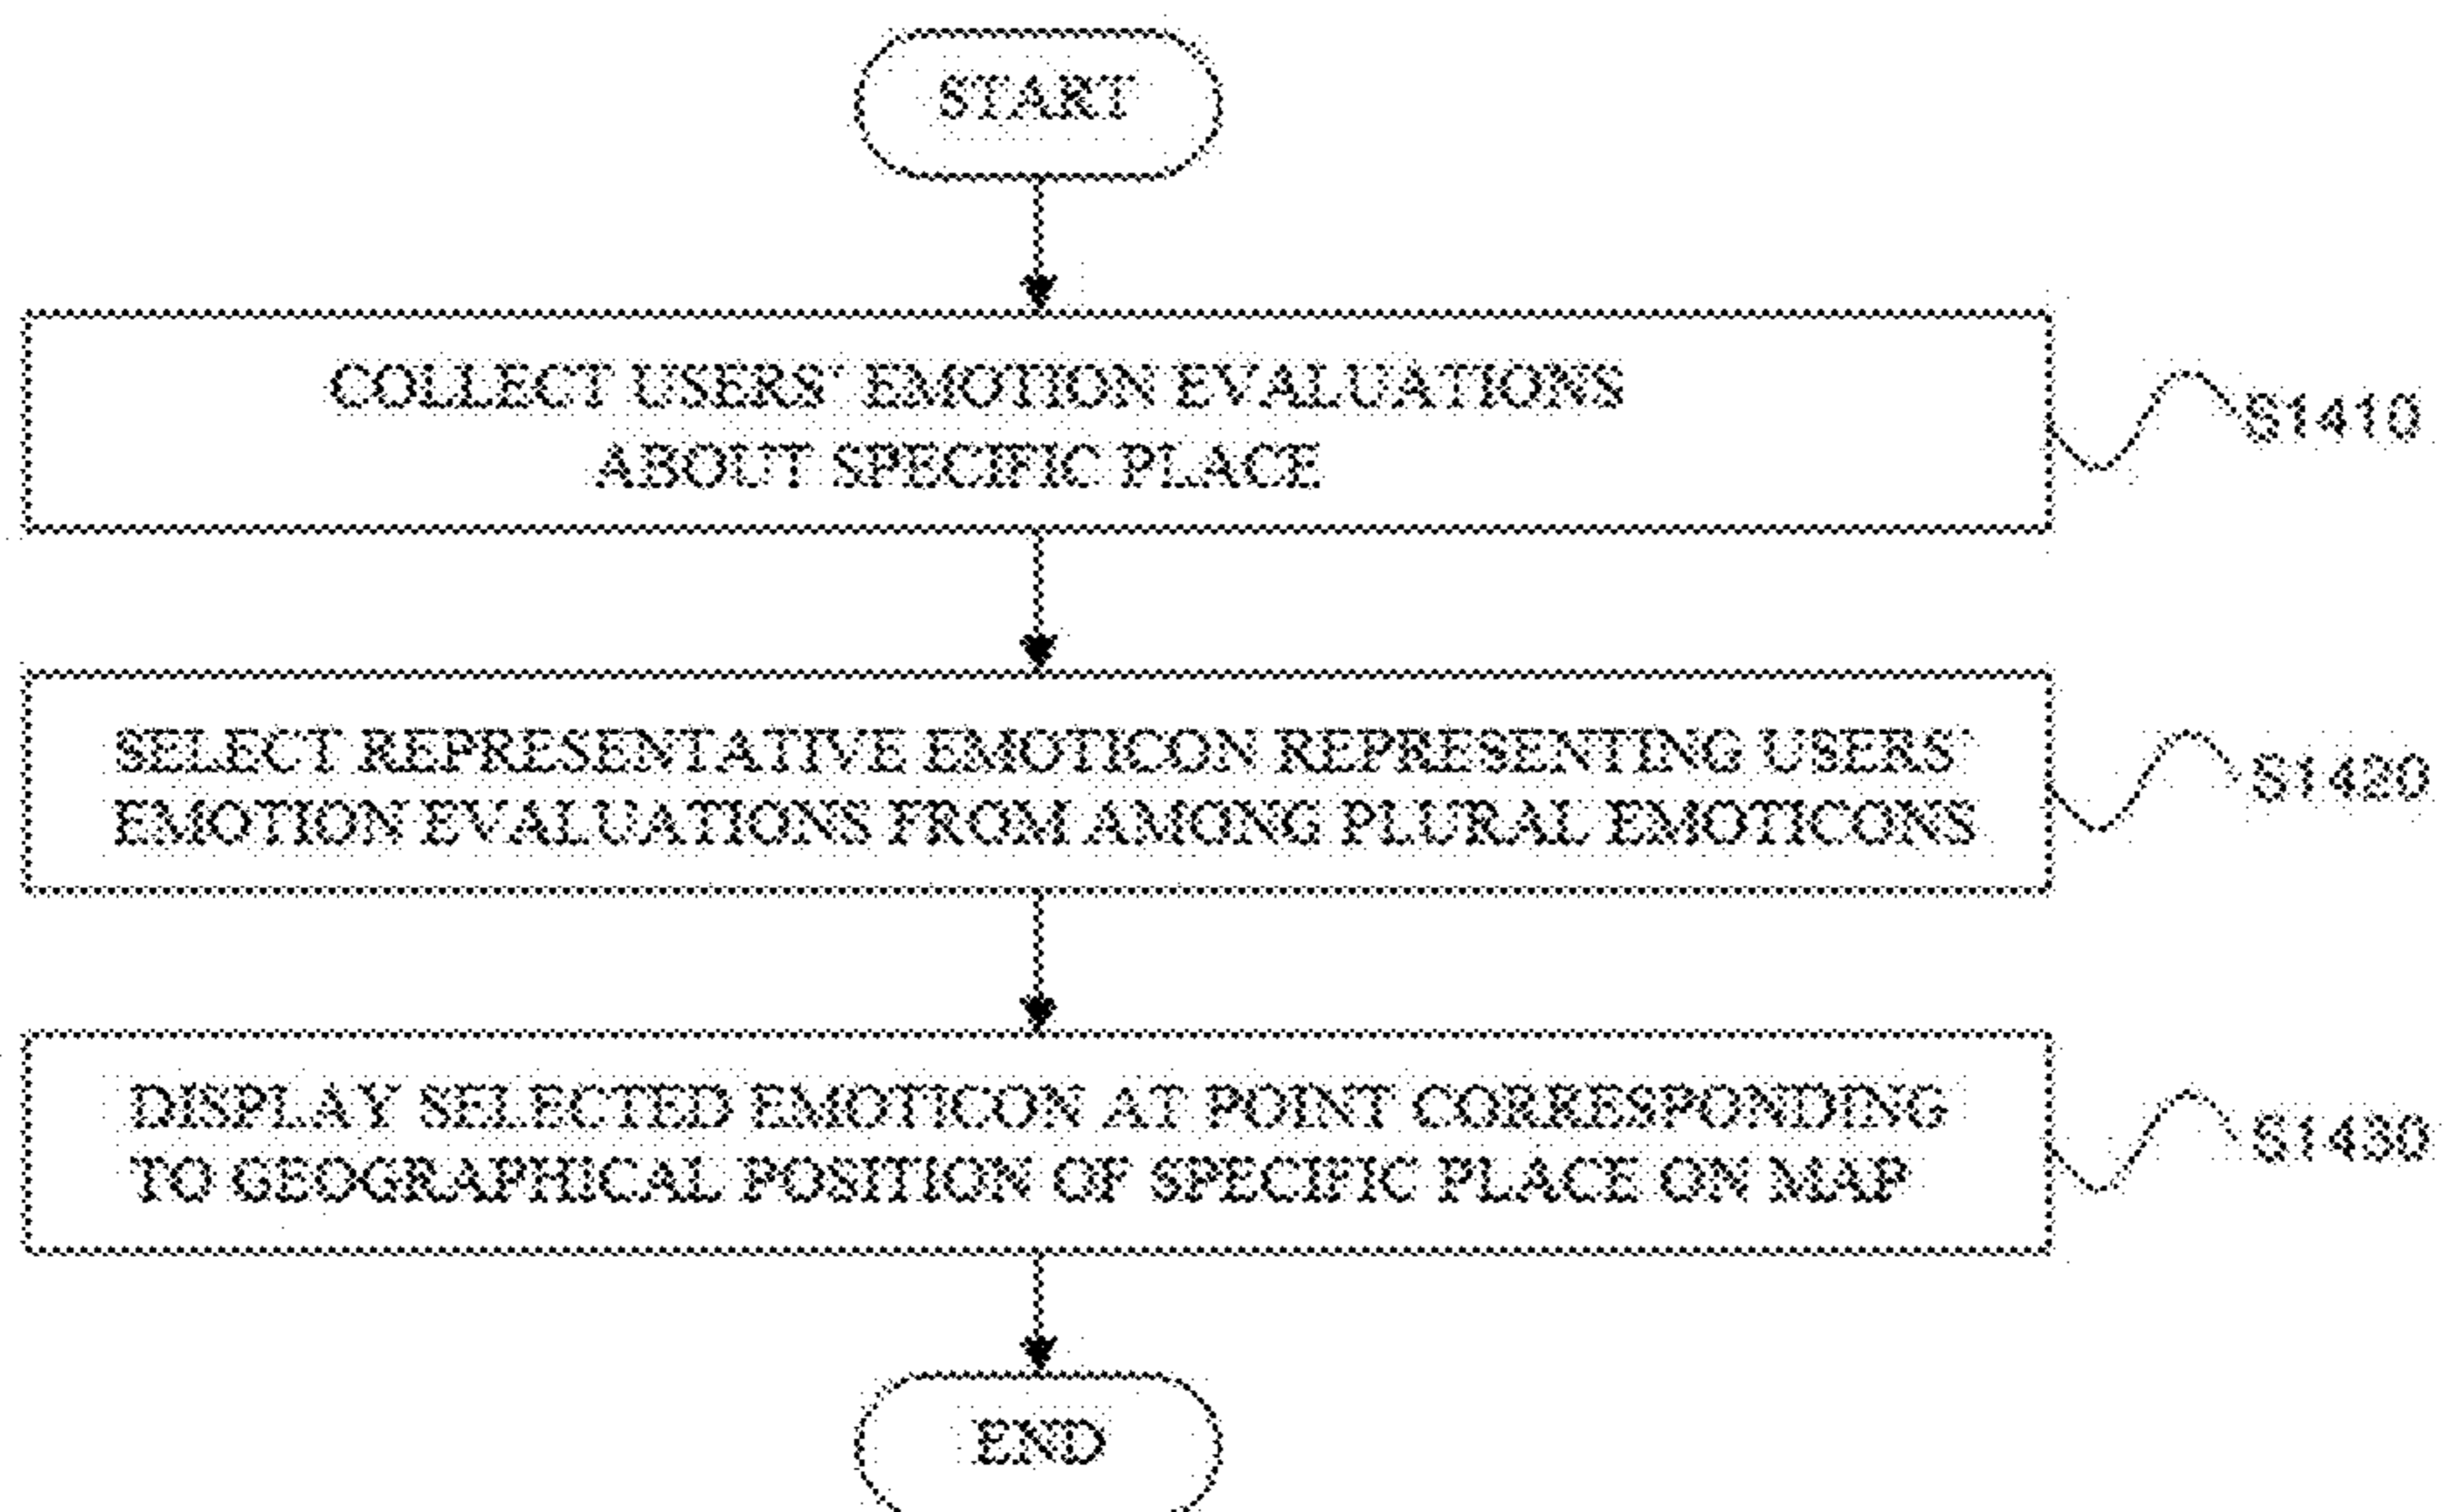 START
COLLECT USERS' EMOTION EVALUATIONS
ABOUT SPECIFIC PLACE
S1410
SELECT REPRESENTATIVE EMOTICON REPRESENTING USERS'
EMOTION EVALUATIONS FROM AMONG PLURAL EMOTICONS
S1420
DISPLAY SELECTED EMOTICON AT POINT CORRESPONDING
TO GEOGRAPHICAL POSITION OF SPECIFIC PLACE ON MAP
S1430
END